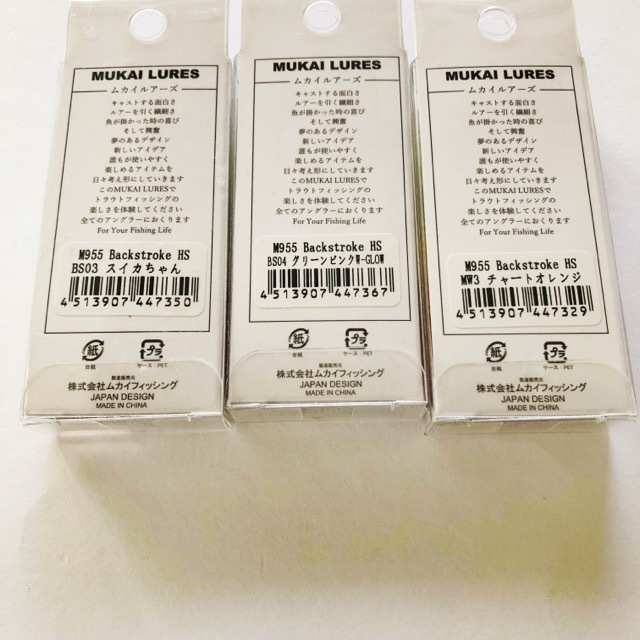 MUKAI LURES
ムカイルアーズ
キャストする面白さ
ルアーを引く繊細さ
魚が掛かった時の喜び
そして興奮
夢のあるデザイン
新しいアイデア
誰もが使いやすく
楽しめるアイテムを
日々考え形にしていきます
このMUKAI LURESで
トラウトフィッシングの
楽しさを体験してください
全てのアングラーにおくります
For Your Fishing Life
M955 Backstroke HS
BS03 スイカちゃん
4 513907 447350
紙
台紙
プラ
ケース：PET
製造販売元
株式会社ムカイフィッシング
JAPAN DESIGN
MADE IN CHINA
MUKAI LURES
ムカイルアーズ
キャストする面白さ
ルアーを引く繊細さ
魚が掛かった時の喜び
そして興奮
夢のあるデザイン
新しいアイデア
誰もが使いやすく
楽しめるアイテムを
日々考え形にしていきます
このMUKAI LURESで
トラウトフィッシングの
楽しさを体験してください
全てのアングラーにおくります
For Your Fishing Life
M955 Backstroke HS
BS04 グリーンピンクW-GLOW
4 513907 447367
紙
台紙
プラ
ケース：PET
製造販売元
株式会社ムカイフィッシング
JAPAN DESIGN
MADE IN CHINA
MUKAI LURES
ムカイルアーズ
キャストする面白さ
ルアーを引く繊細さ
魚が掛かった時の喜び
そして興奮
夢のあるデザイン
新しいアイデア
誰もが使いやすく
楽しめるアイテムを
日々考え形にしていきます
このMUKAI LURESで
トラウトフィッシングの
楽しさを体験してください
全てのアングラーにおくります
For Your Fishing Life
M955 Backstroke HS
MW3 チャートオレンジ
4 513907 447329
紙
台紙
プラ
ケース：PET
製造販売元
株式会社ムカイフィッシング
JAPAN DESIGN
MADE IN CHINA